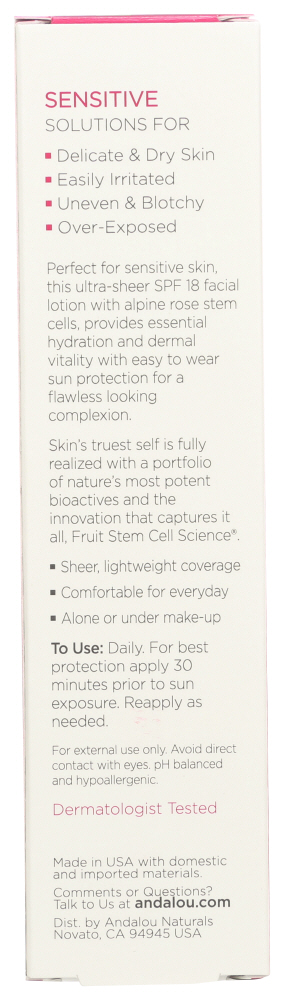 SENSITIVE
SOLUTIONS FOR
▪ Delicate & Dry Skin
▪ Easily Irritated
▪ Uneven & Blotchy
▪ Over-Exposed
Perfect for sensitive skin,
this ultra-sheer SPF 18 facial
lotion with alpine rose stem
cells, provides essential
hydration and dermal
vitality with easy to wear
sun protection for a
flawless looking
complexion.
Skin's truest self is fully
realized with a portfolio
of nature's most potent
bioactives and the
innovation that captures it
all, Fruit Stem Cell Science®.
▪ Sheer, lightweight coverage
▪ Comfortable for everyday
▪ Alone or under make-up
To Use: Daily. For best
protection apply 30
minutes prior to sun
exposure. Reapply as
needed.
For external use only. Avoid direct
contact with eyes. pH balanced
and hypoallergenic.
Dermatologist Tested
Made in USA with domestic
and imported materials.
Comments or Questions?
Talk to Us at andalou.com
Dist. by Andalou Naturals
Novato, CA 94945 USA